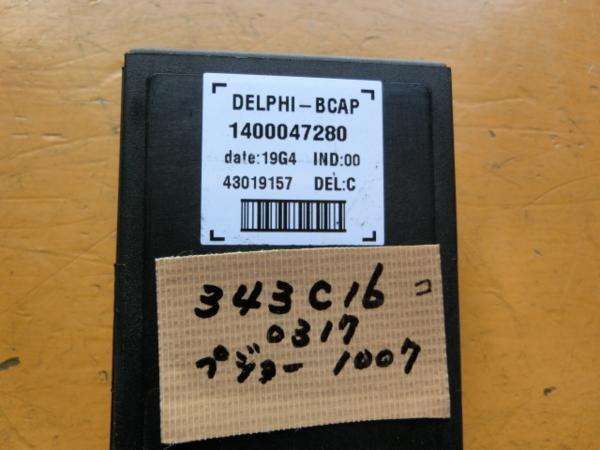 DELPHI-BCAP
1400047280
date:19G4 IND:00
43019157 DEL:C
343C16 コ
0317
プジョー 1007